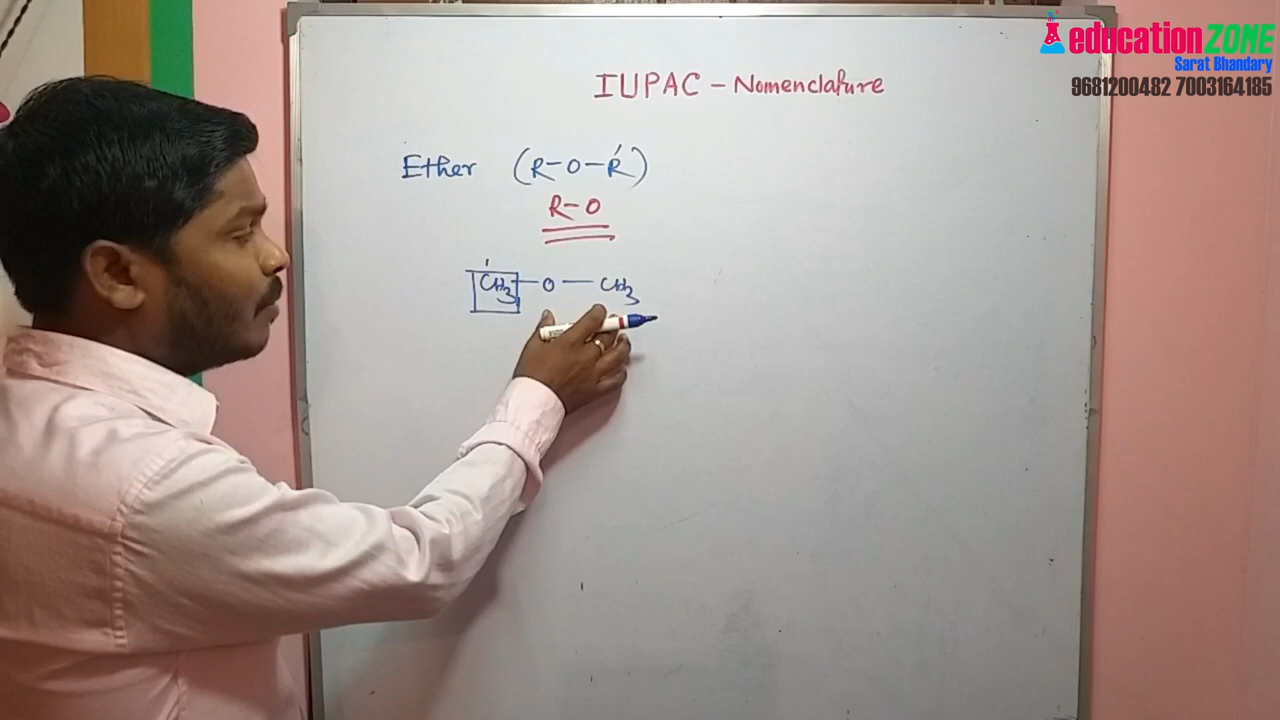 educationZONE
Sarat Bhandary
9681200482 7003164185
IUPAC - Nomenclature
Ether (R-O-R')
R-O
CH3-O-CH3